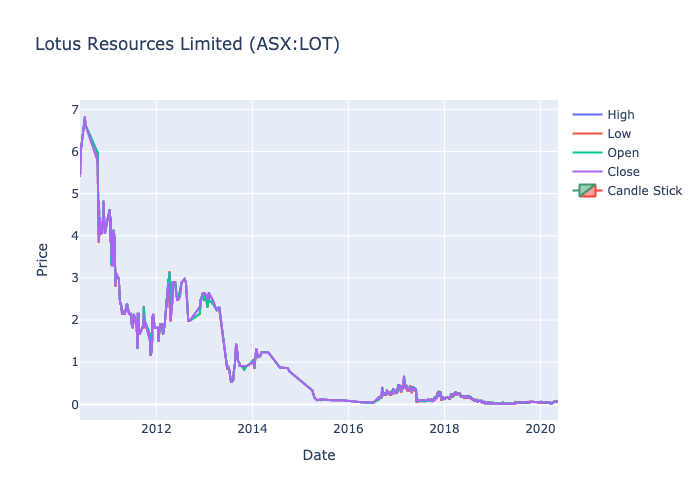 Lotus Resources Limited (ASX:LOT)
7
6
5
4
3
2
1
0
Price
2012
2014
2016
2018
2020
Date
High
Low
Open
Close
Candle Stick